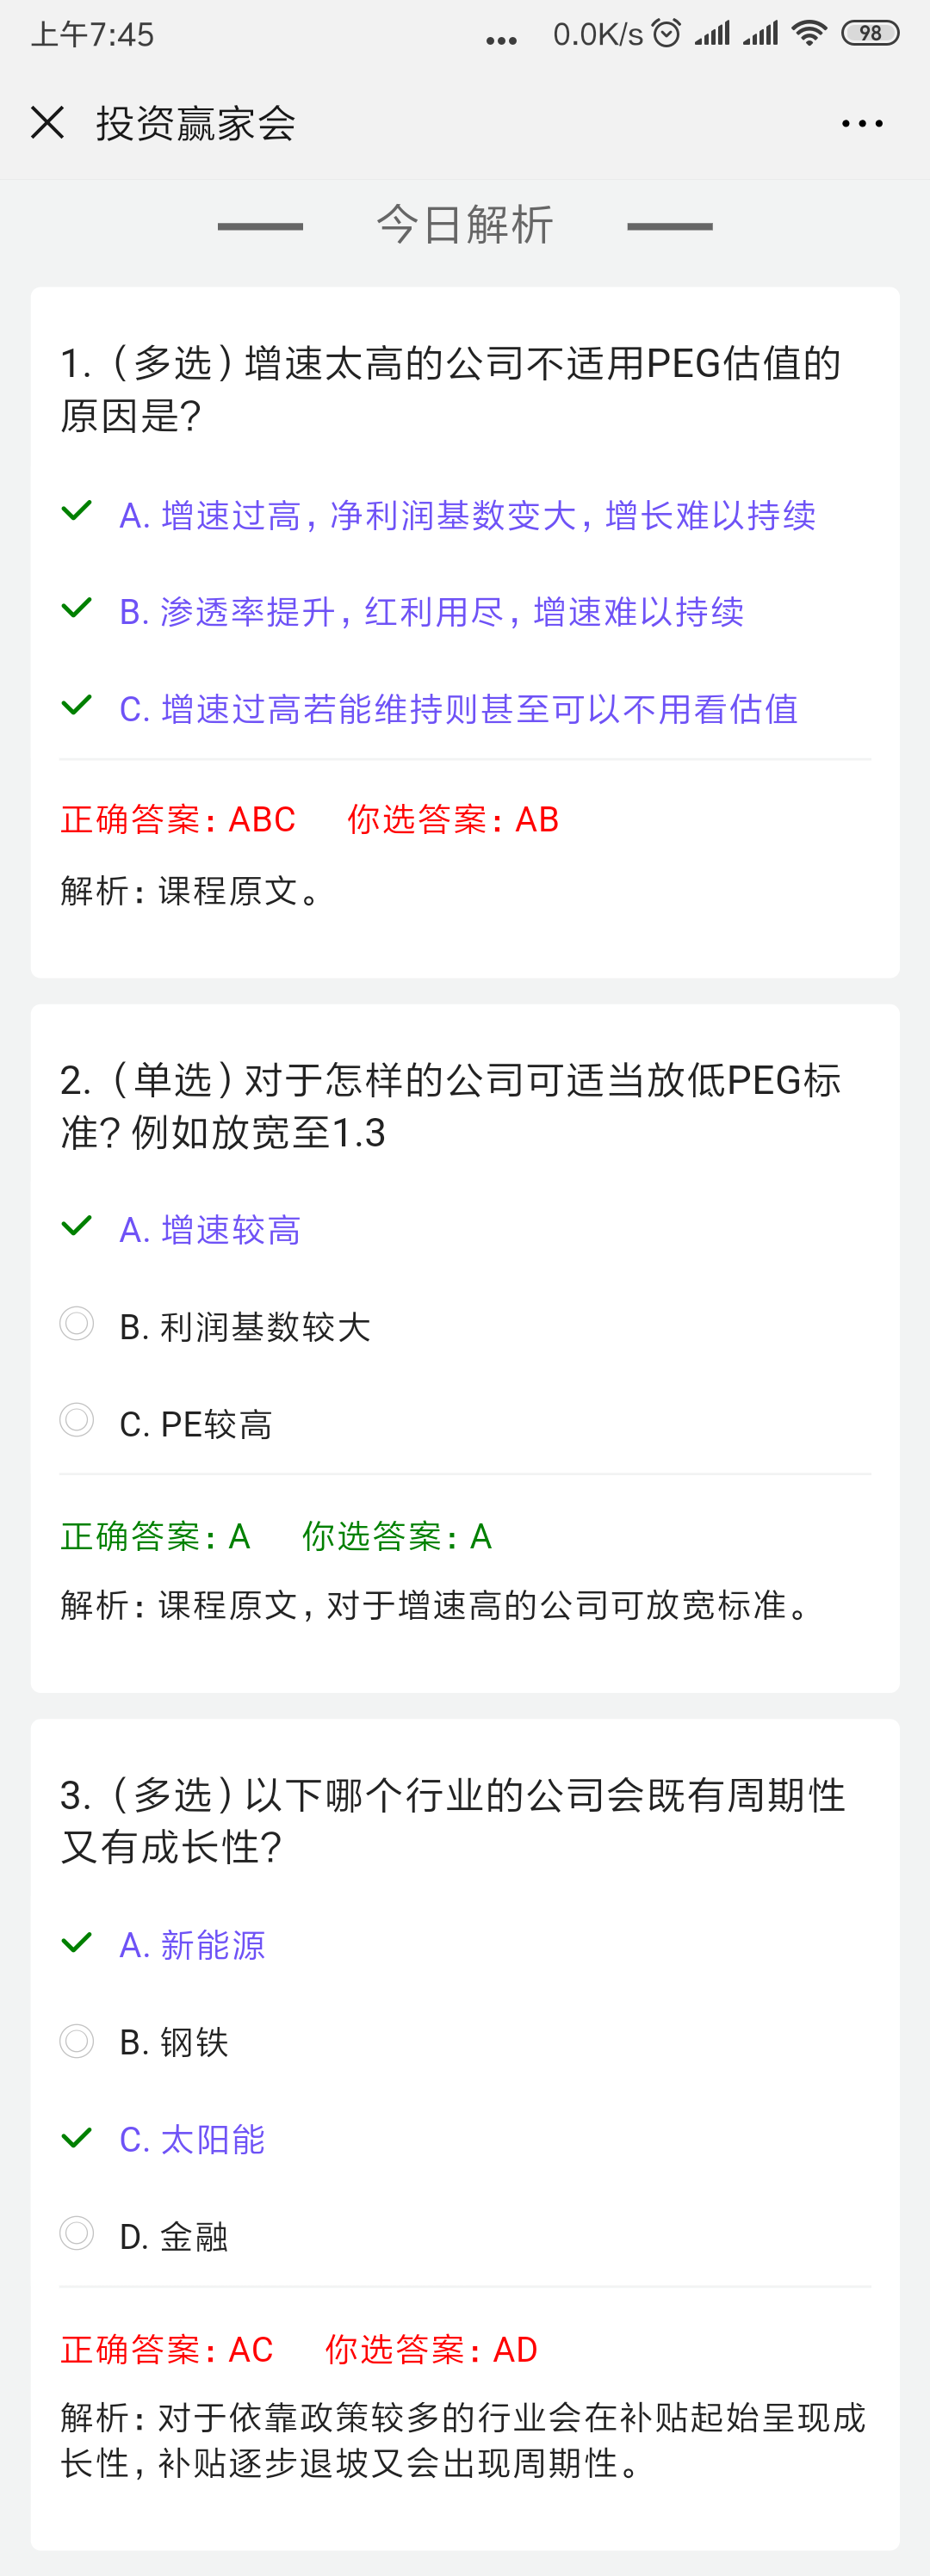 上午7:45
... 0.0K/s 98
投资赢家会
今日解析
1.（多选）增速太高的公司不适用PEG估值的
原因是?
A. 增速过高, 净利润基数变大, 增长难以持续
B. 渗透率提升, 红利用尽, 增速难以持续
C. 增速过高若能维持则甚至可以不用看估值
正确答案: ABC 你选答案: AB
解析: 课程原文。
2.（单选）对于怎样的公司可适当放低PEG标
准? 例如放宽至1.3
A. 增速较高
B. 利润基数较大
C. PE较高
正确答案: A 你选答案: A
解析: 课程原文, 对于增速高的公司可放宽标准。
3.（多选）以下哪个行业的公司会既有周期性
又有成长性?
A. 新能源
B. 钢铁
C. 太阳能
D. 金融
正确答案: AC 你选答案: AD
解析: 对于依靠政策较多的行业会在补贴起始呈现成
长性, 补贴逐步退坡又会出现周期性。